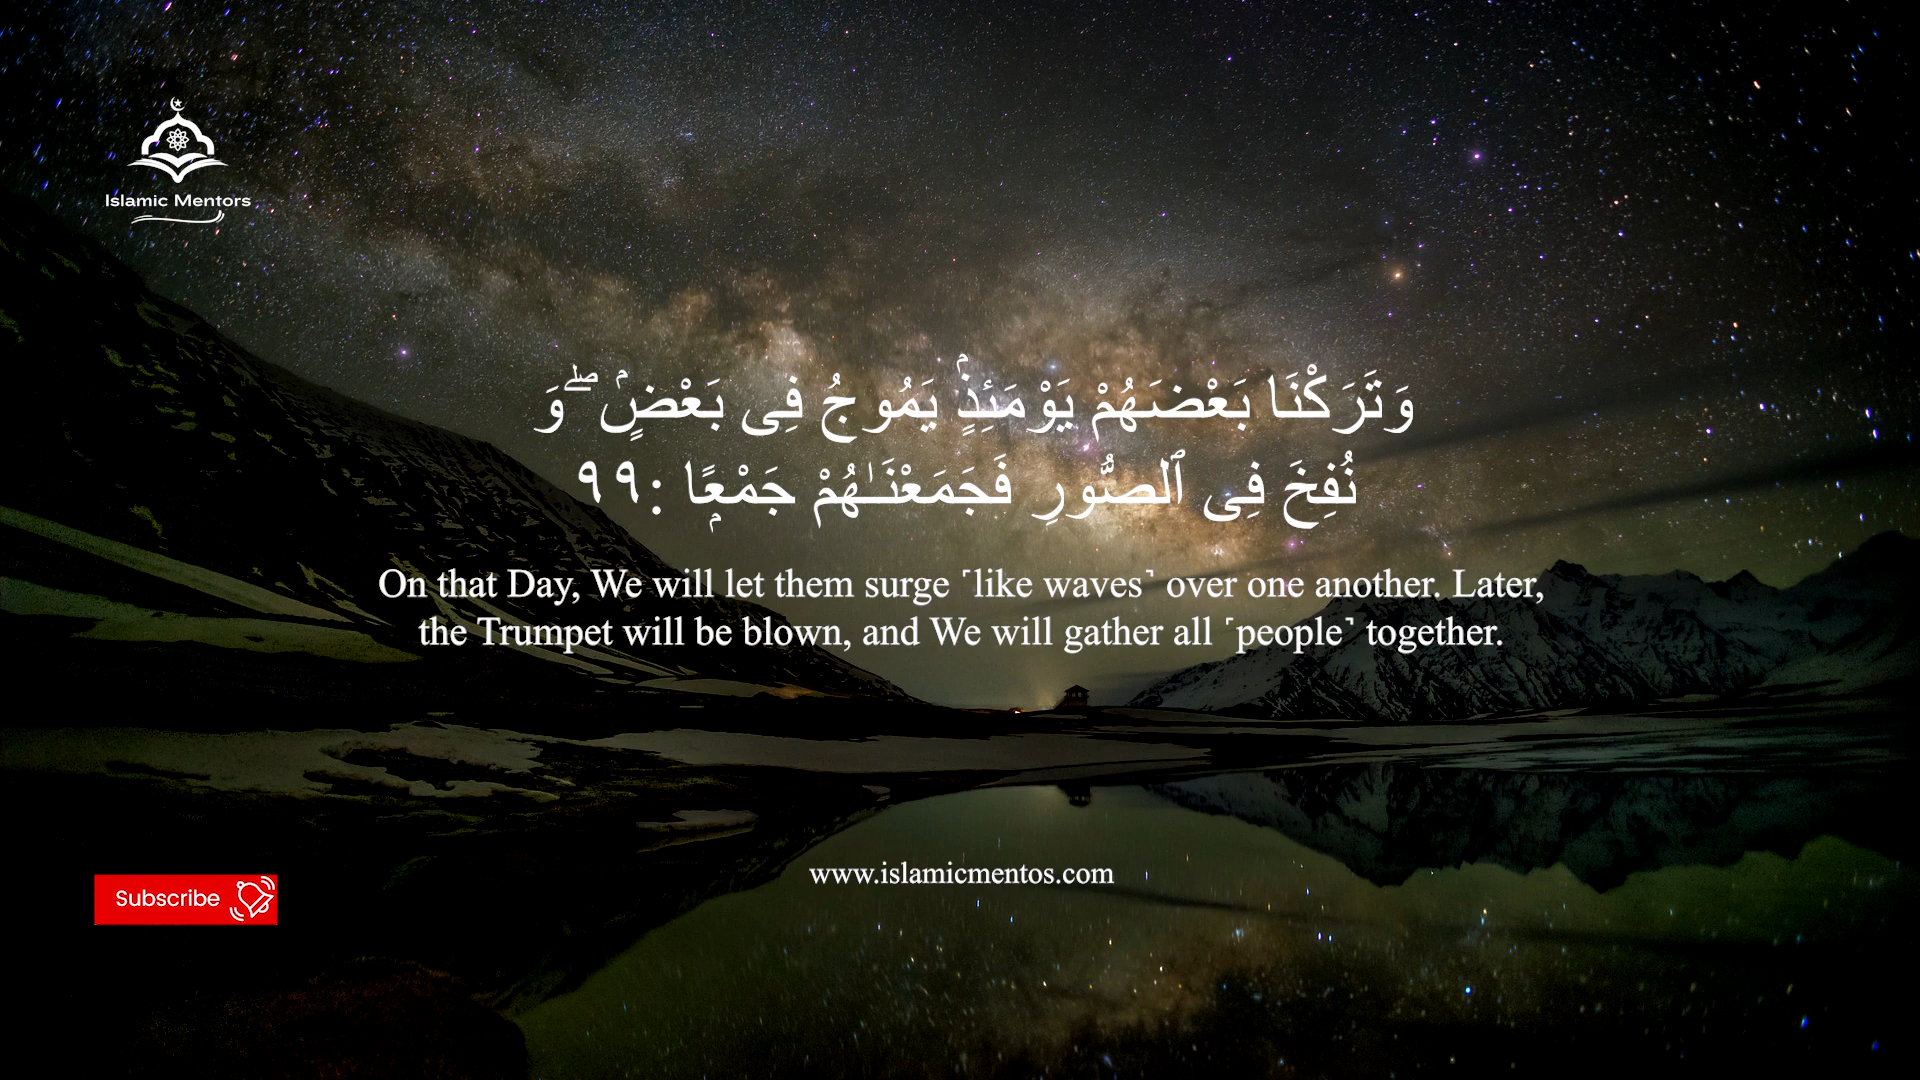 Islamic Mentors
وَتَرَكْنَا بَعْضَهُمْ يَوْمَئِذٍۢ يَمُوجُ فِى بَعْضٍۢ ۖ وَ
نُفِخَ فِى ٱلصُّورِ فَجَمَعْنَـٰهُمْ جَمْعًۭا :٩٩
On that Day, We will let them surge ˹like waves˺ over one another. Later,
the Trumpet will be blown, and We will gather all ˹people˺ together.
www.islamicmentos.com
Subscribe